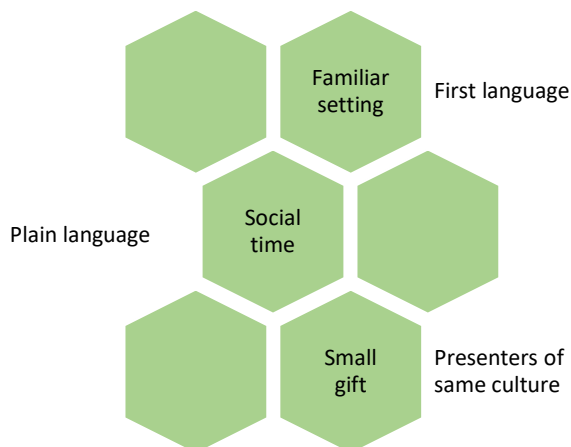 Familiar
setting
First language
Plain language
Social
time
Small
gift
Presenters of
same culture